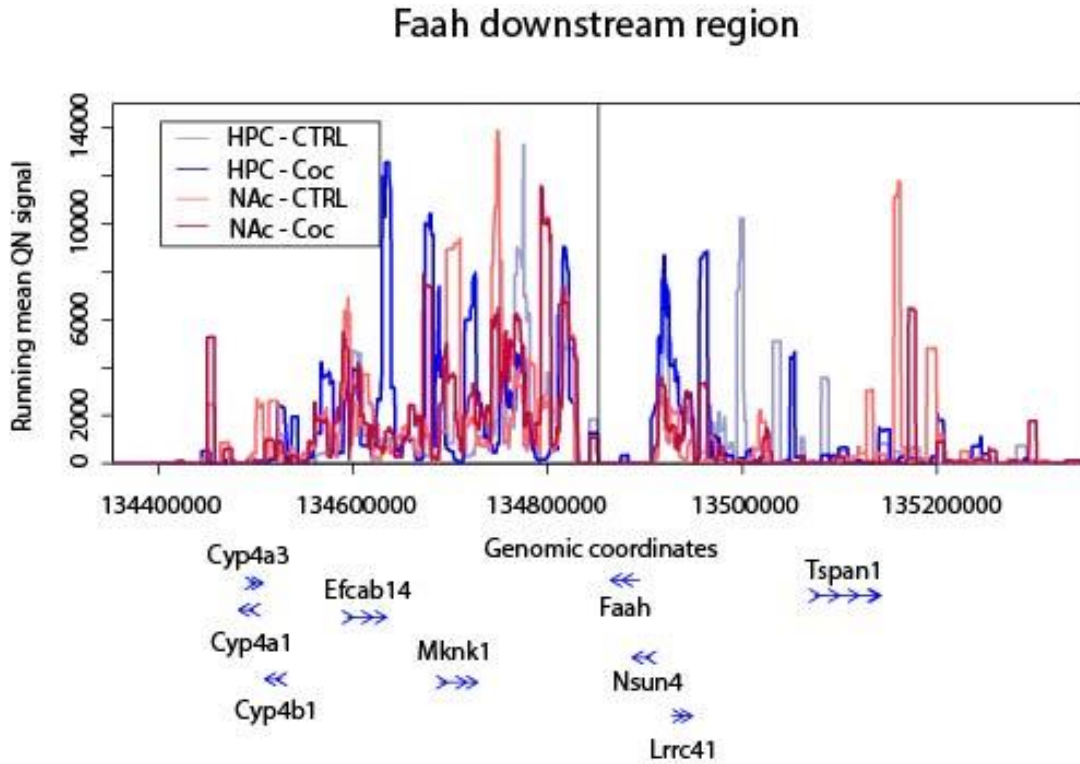 Faah downstream region
Running mean QN signal
14000
10000
6000
2000
0
HPC - CTRL
HPC - Coc
NAc - CTRL
NAc - Coc
134400000 134600000 134800000 13500000 135200000
Genomic coordinates
Cyp4a3
Cyp4a1
Cyp4b1
Efcab14
Mknk1
Faah
Nsun4
Lrrc41
Tspan1